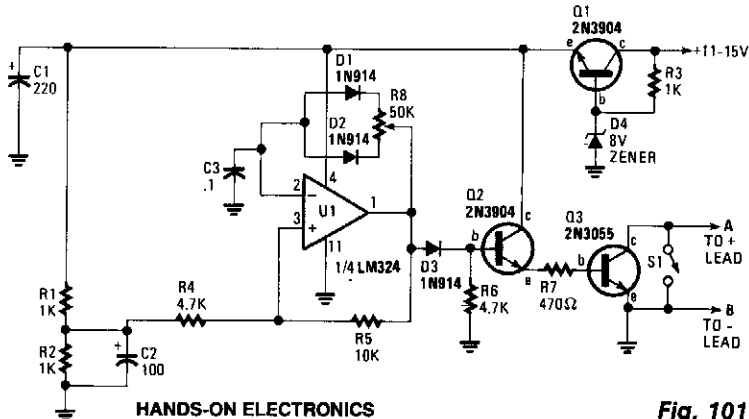 Q1
2N3904
e
c
+11-15V
b
R3
1K
D4
8V
ZENER
+
C1
220
D1
1N914
R8
50K
D2
1N914
C3
.1
2
-
4
3
+
U1
1
11
1/4 LM324
D3
1N914
Q2
2N3904
b
c
e
R6
4.7K
R7
470Ω
Q3
2N3055
b
c
e
S1
A
TO +
LEAD
B
TO -
LEAD
R1
1K
R2
1K
+
C2
100
R4
4.7K
R5
10K
HANDS-ON ELECTRONICS
Fig. 101